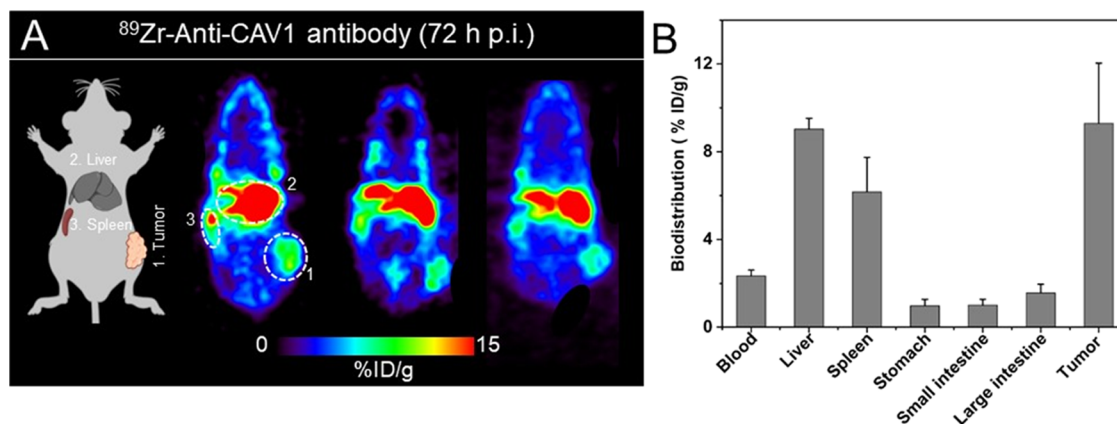 A
⁸⁹Zr-Anti-CAV1 antibody (72 h p.i.)
2. Liver
3. Spleen
1. Tumor
2
3
1
0
15
%ID/g
B
Biodistribution ( % ID/g)
12
8
4
0
Blood
Liver
Spleen
Stomach
Small intestine
Large intestine
Tumor